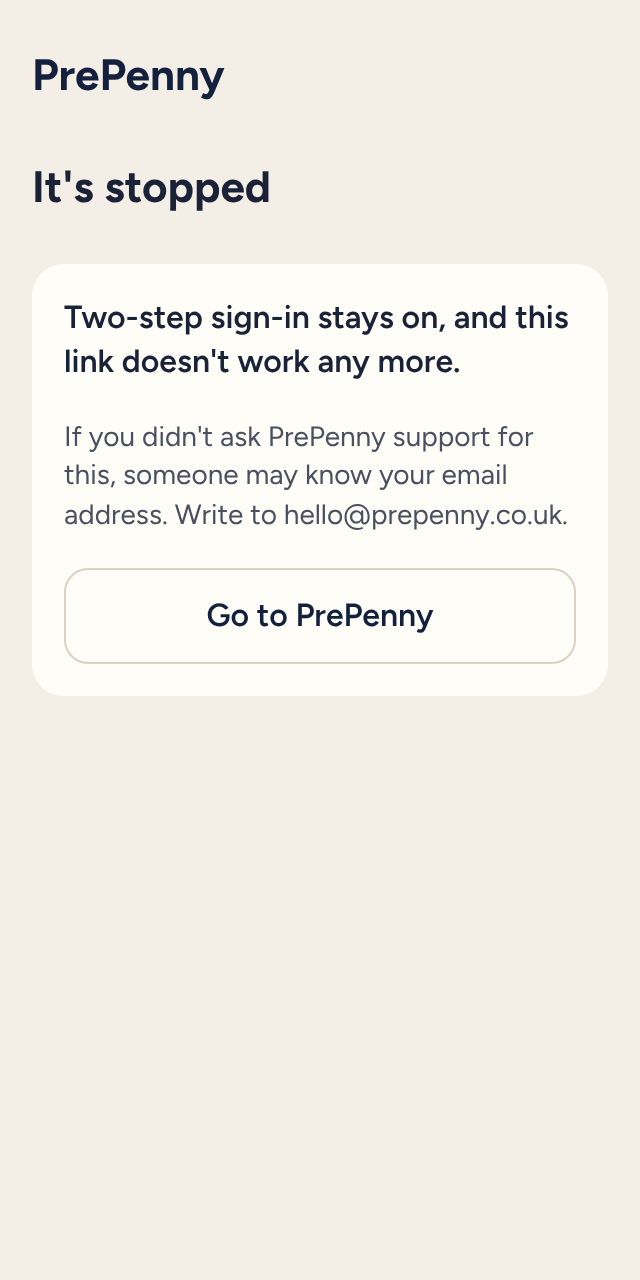 PrePenny
It's stopped
Two-step sign-in stays on, and this
link doesn't work any more.
If you didn't ask PrePenny support for
this, someone may know your email
address. Write to hello@prepenny.co.uk.
Go to PrePenny